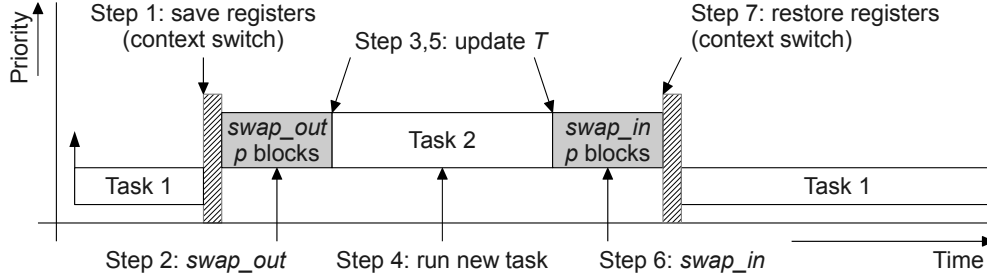 Priority
Step 1: save registers
(context switch)
Step 3,5: update T
Step 7: restore registers
(context switch)
Task 1
swap_out
p blocks
Task 2
swap_in
p blocks
Task 1
Step 2: swap_out
Step 4: run new task
Step 6: swap_in
Time